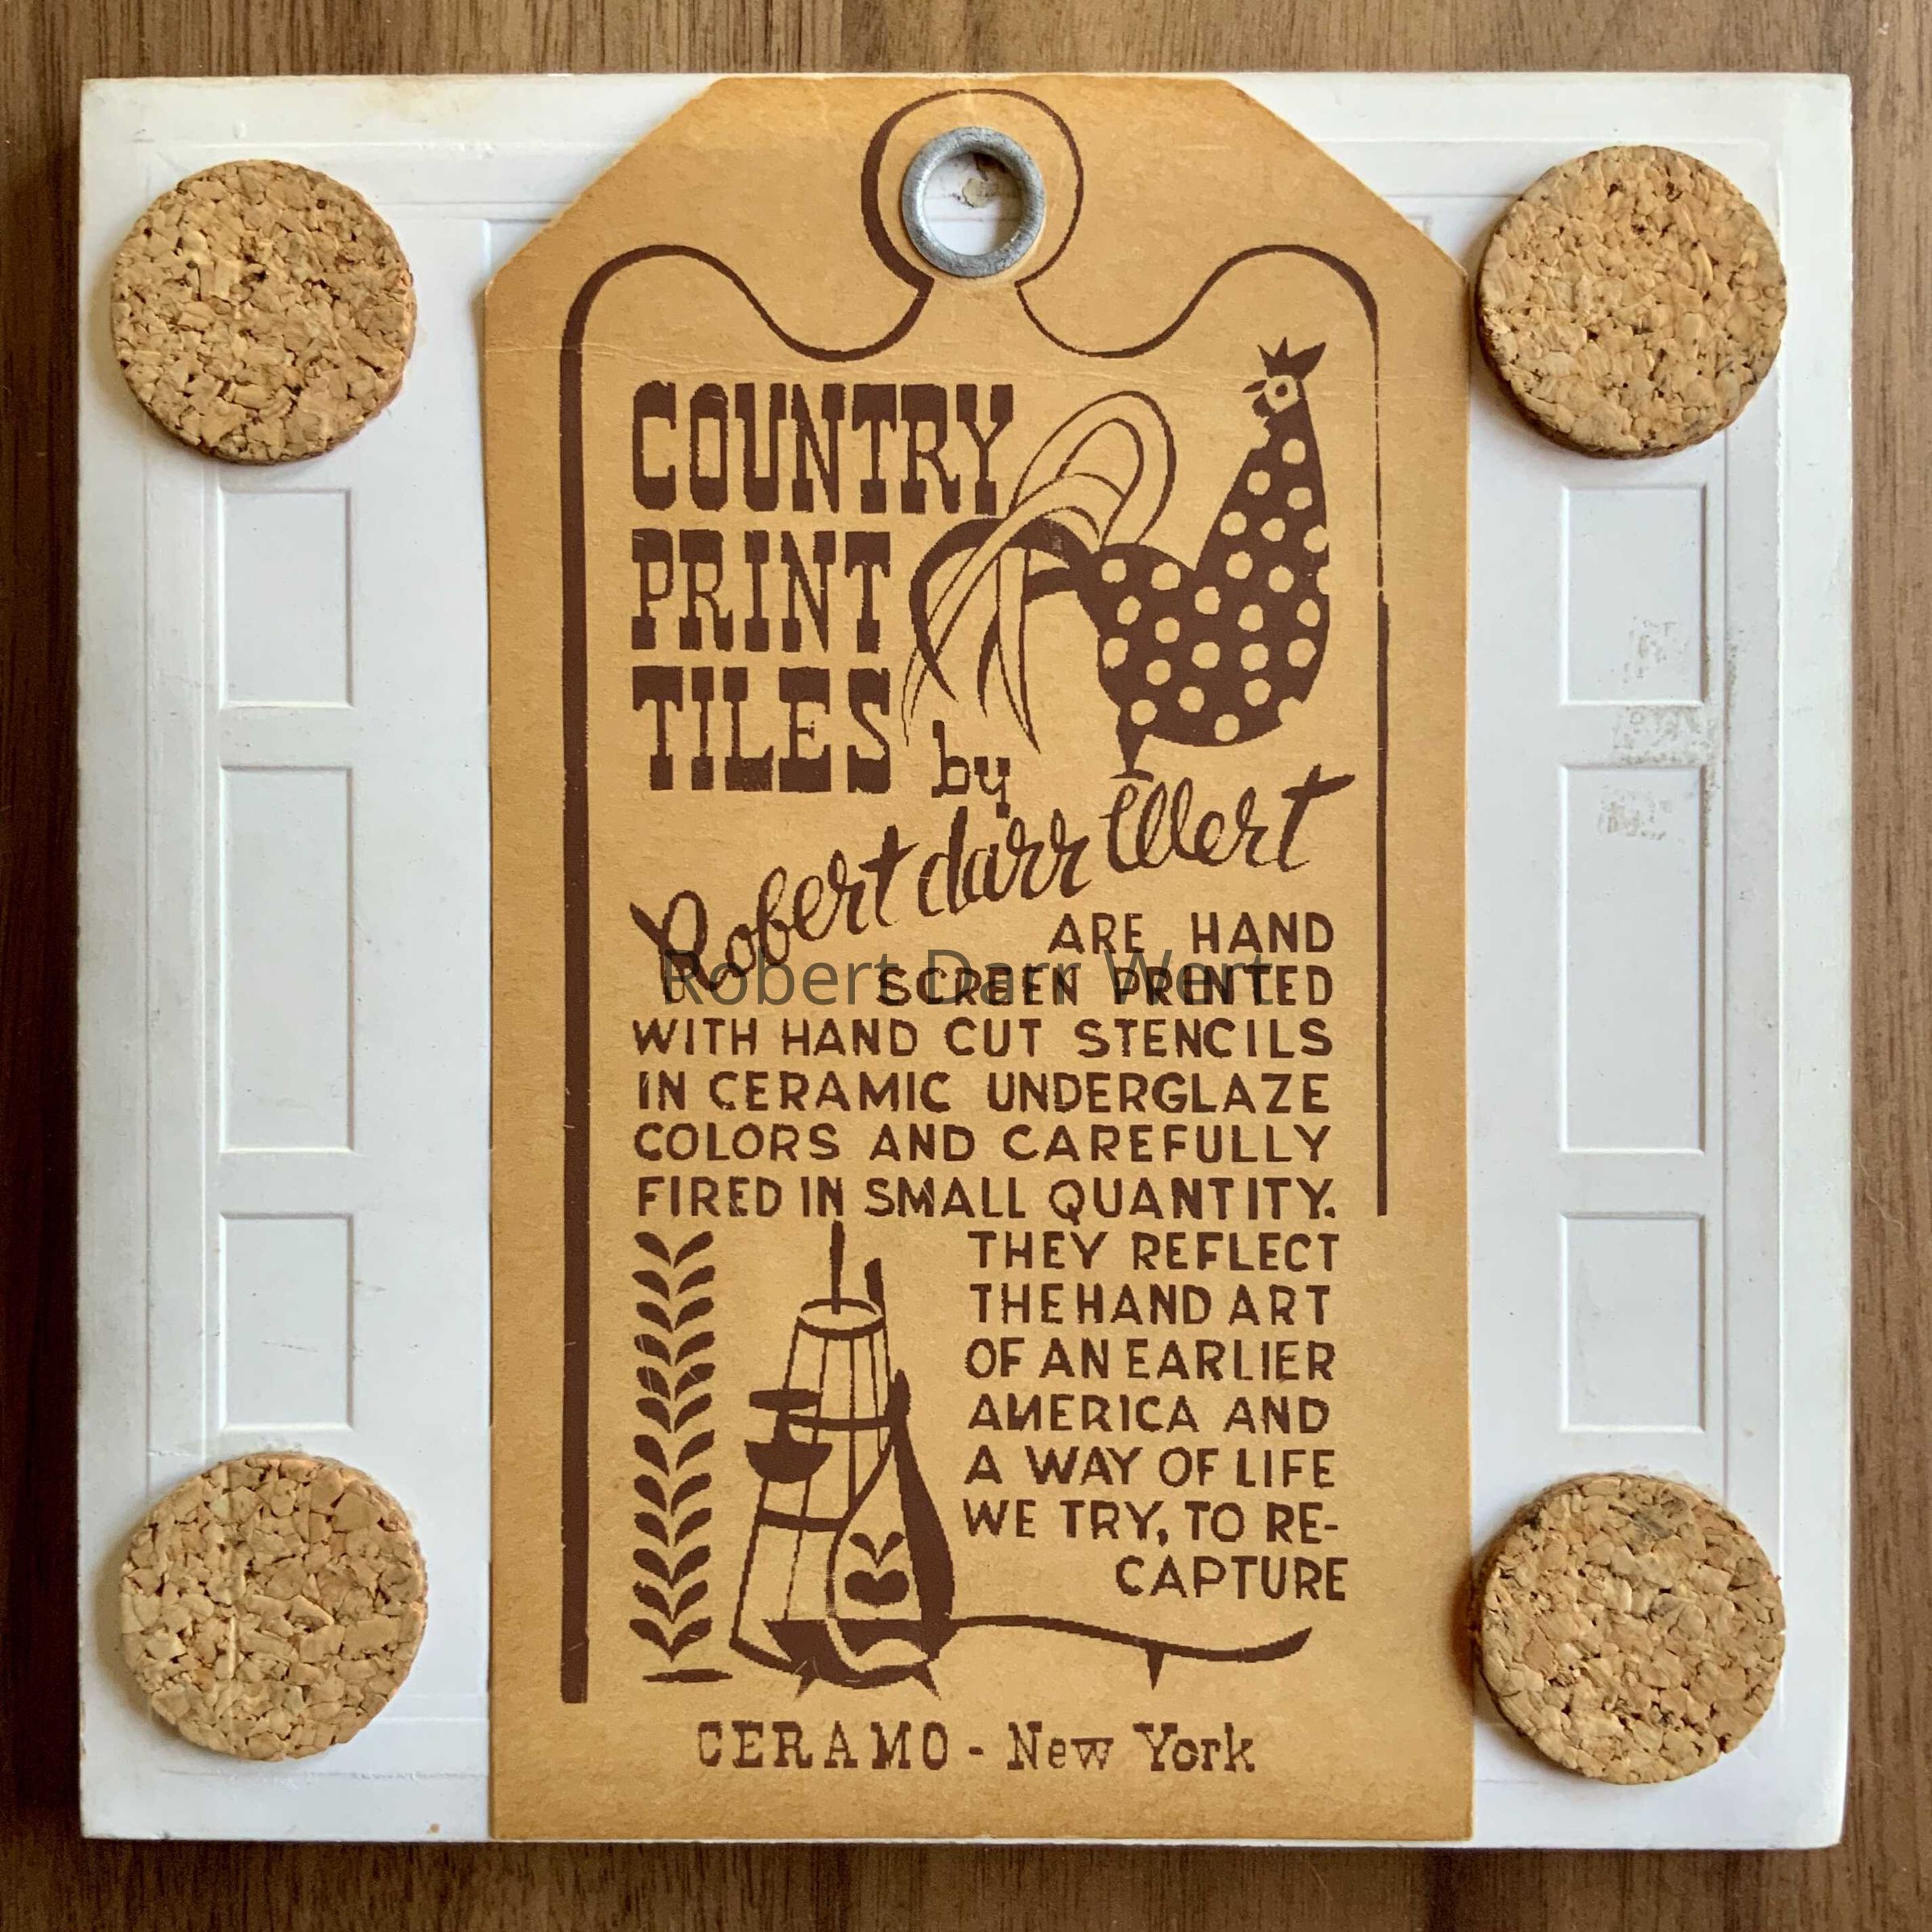 COUNTRY
PRINT
TILES by
Robert darr Wert
ARE HAND
SCREEN PRINTED
WITH HAND CUT STENCILS
IN CERAMIC UNDERGLAZE
COLORS AND CAREFULLY
FIRED IN SMALL QUANTITY.
THEY REFLECT
THE HAND ART
OF AN EARLIER
AMERICA AND
A WAY OF LIFE
WE TRY, TO RE-
CAPTURE
CERAMO - New York
Robert Darr Wert